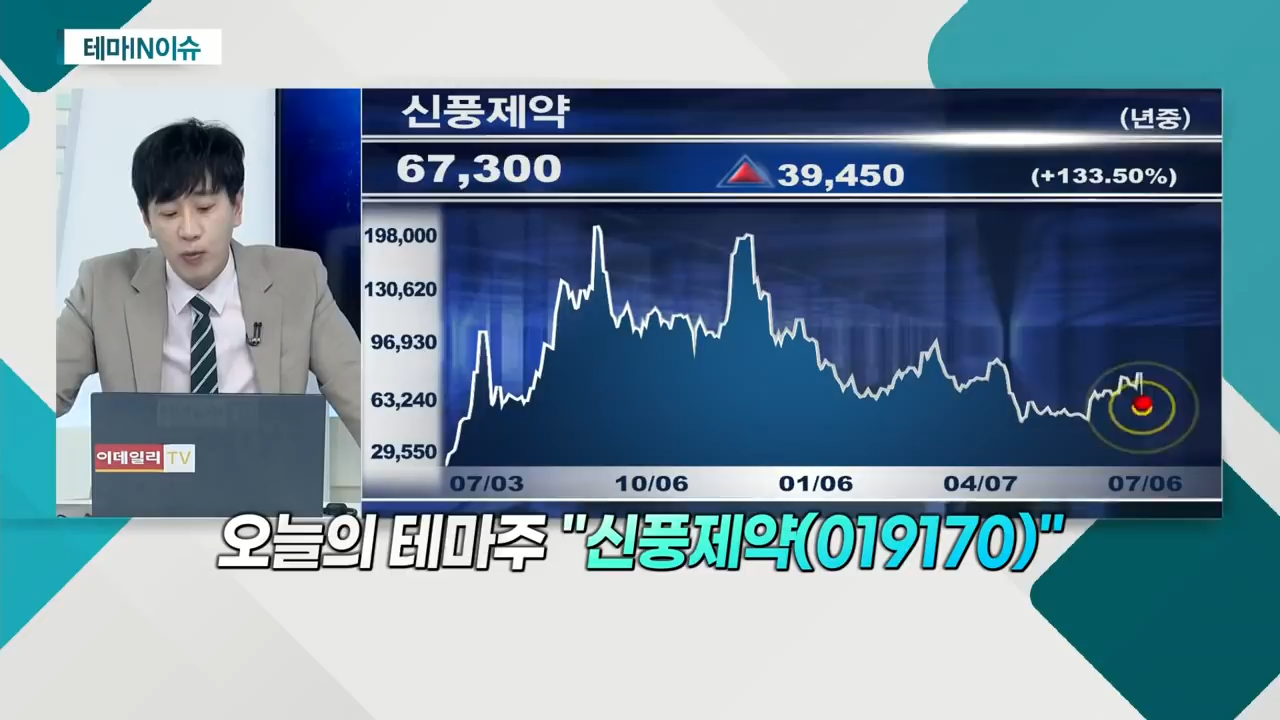 테마IN이슈
신풍제약 (년중)
67,300 39,450 (+133.50%)
198,000
130,620
96,930
63,240
29,550
07/03 10/06 01/06 04/07 07/06
이데일리 TV
오늘의 테마주 "신풍제약(019170)"